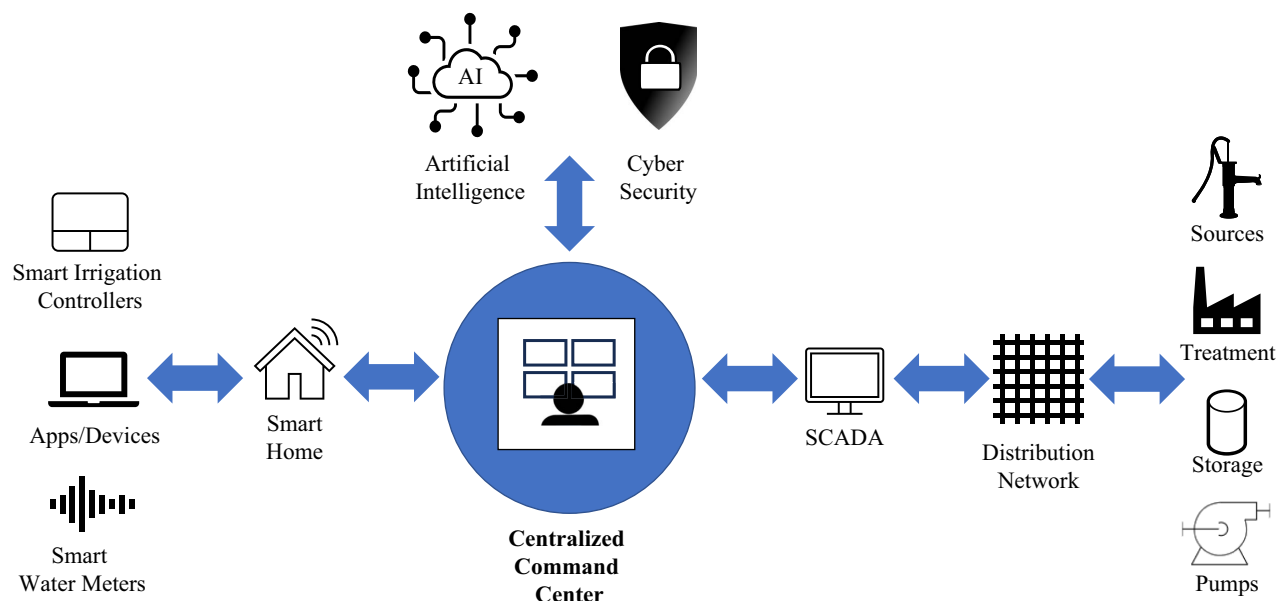 AI
Artificial
Intelligence
Cyber
Security
Smart Irrigation
Controllers
Apps/Devices
Smart
Water Meters
Smart
Home
Centralized
Command
Center
SCADA
Distribution
Network
Sources
Treatment
Storage
Pumps